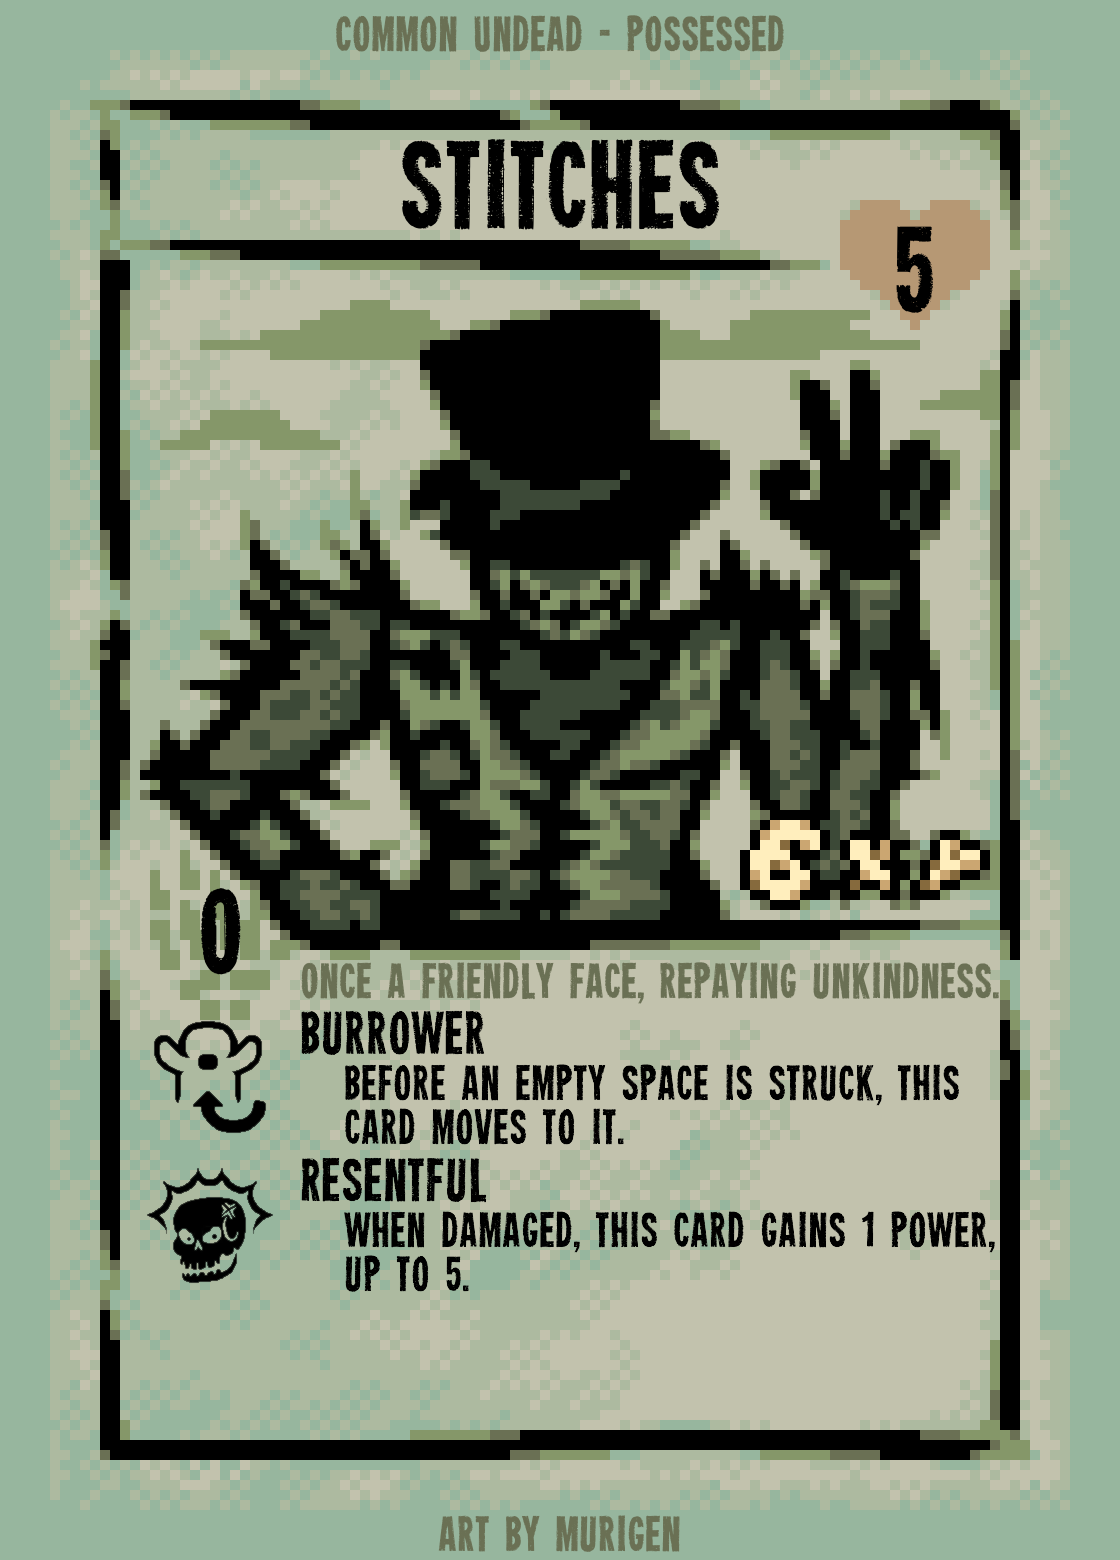 COMMON UNDEAD - POSSESSED
STITCHES
5
6 X P
0
ONCE A FRIENDLY FACE, REPAYING UNKINDNESS.
BURROWER
BEFORE AN EMPTY SPACE IS STRUCK, THIS
CARD MOVES TO IT.
RESENTFUL
WHEN DAMAGED, THIS CARD GAINS 1 POWER,
UP TO 5.
ART BY MURIGEN